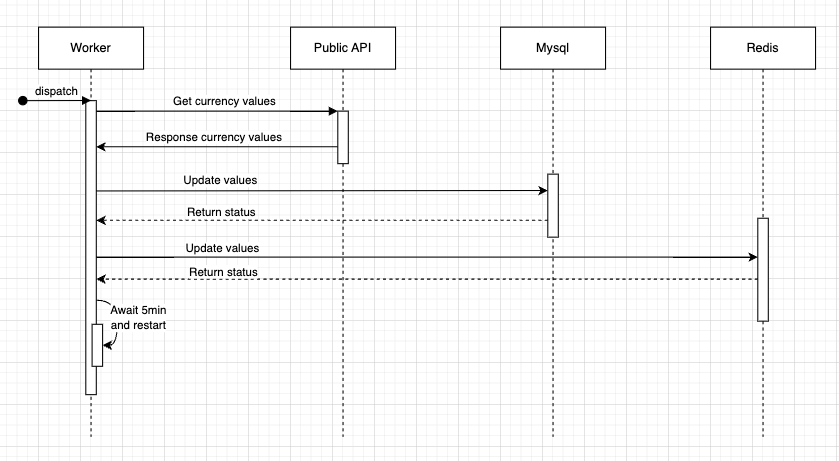 Worker
Public API
Mysql
Redis
dispatch
Get currency values
Response currency values
Update values
Return status
Update values
Return status
Await 5min
and restart